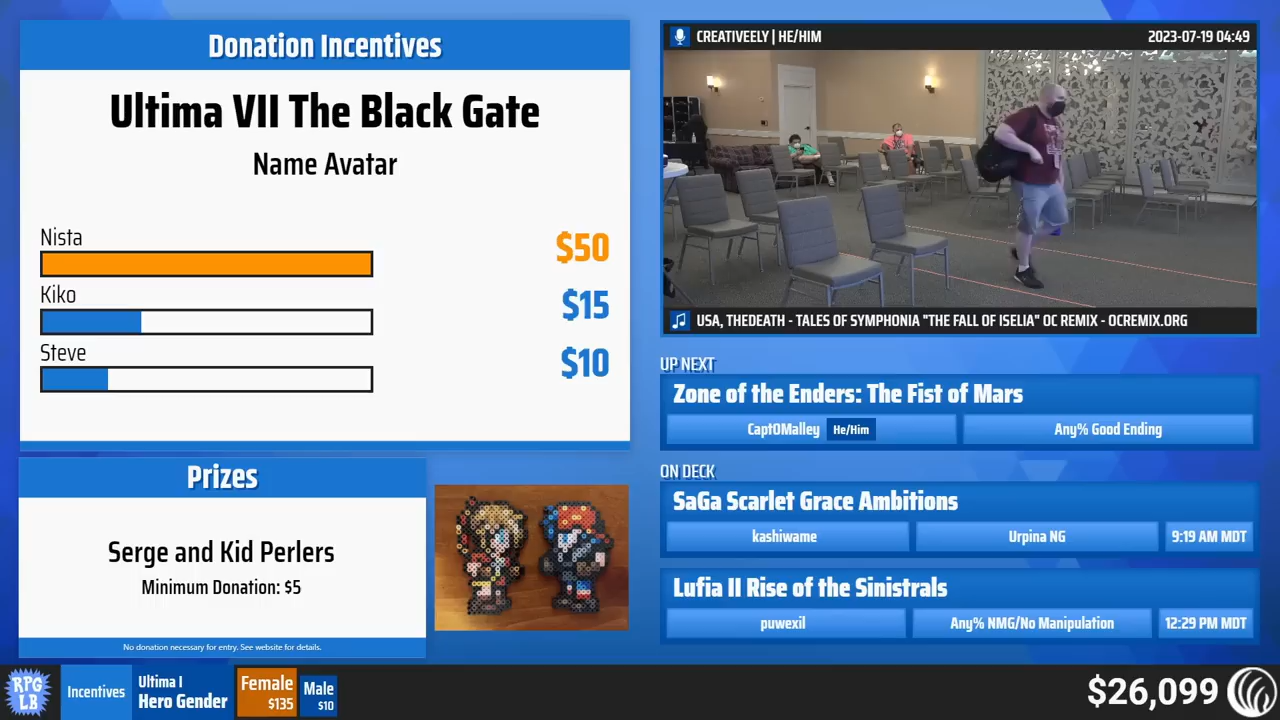 Donation Incentives
Ultima VII The Black Gate
Name Avatar
Nista
$50
Kiko
$15
Steve
$10
Prizes
Serge and Kid Perlers
Minimum Donation: $5
No donation necessary for entry. See website for details.
CREATIVEELY | HE/HIM
2023-07-19 04:49
USA, THEDEATH - TALES OF SYMPHONIA "THE FALL OF ISELIA" OC REMIX - OCREMIX.ORG
UP NEXT
Zone of the Enders: The Fist of Mars
CaptOMalley He/Him
Any% Good Ending
ON DECK
SaGa Scarlet Grace Ambitions
kashiwame
Urpina NG
9:19 AM MDT
Lufia II Rise of the Sinistrals
puwexil
Any% NMG/No Manipulation
12:29 PM MDT
RPG
LB
Incentives
Ultima I
Hero Gender
Female
$135
Male
$10
$26,099